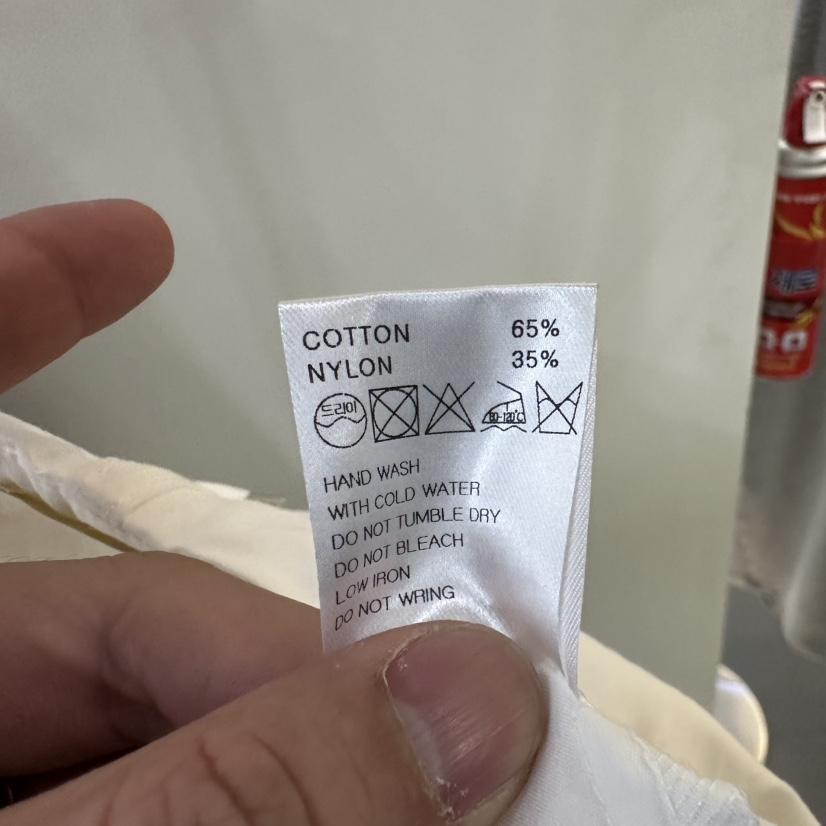 COTTON 65%
NYLON 35%
드라이
80-120°C
HAND WASH
WITH COLD WATER
DO NOT TUMBLE DRY
DO NOT BLEACH
LOW IRON
DO NOT WRING